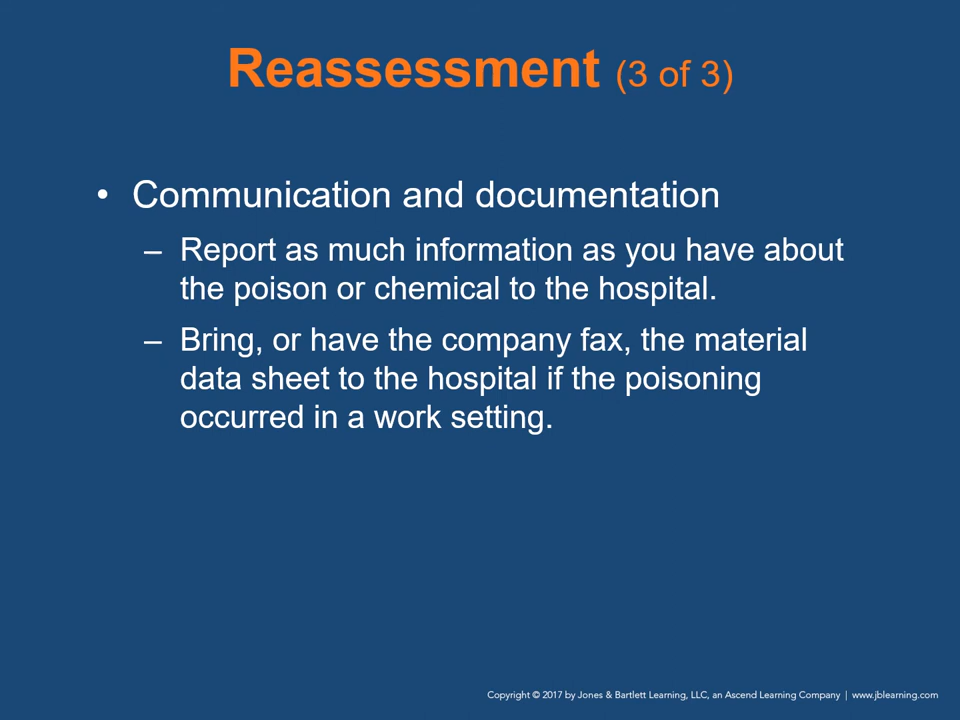 Reassessment (3 of 3)
• Communication and documentation
– Report as much information as you have about
the poison or chemical to the hospital.
– Bring, or have the company fax, the material
data sheet to the hospital if the poisoning
occurred in a work setting.
Copyright © 2017 by Jones & Bartlett Learning, LLC, an Ascend Learning Company | www.jblearning.com